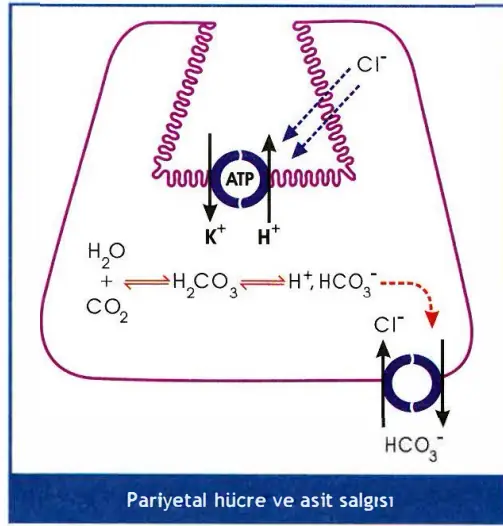 Cl⁻
ATP
K⁺ H⁺
H₂O
+ ⇌ H₂CO₃ ⇌ H⁺, HCO₃⁻
CO₂
Cl⁻
HCO₃⁻
Pariyetal hücre ve asit salgısı